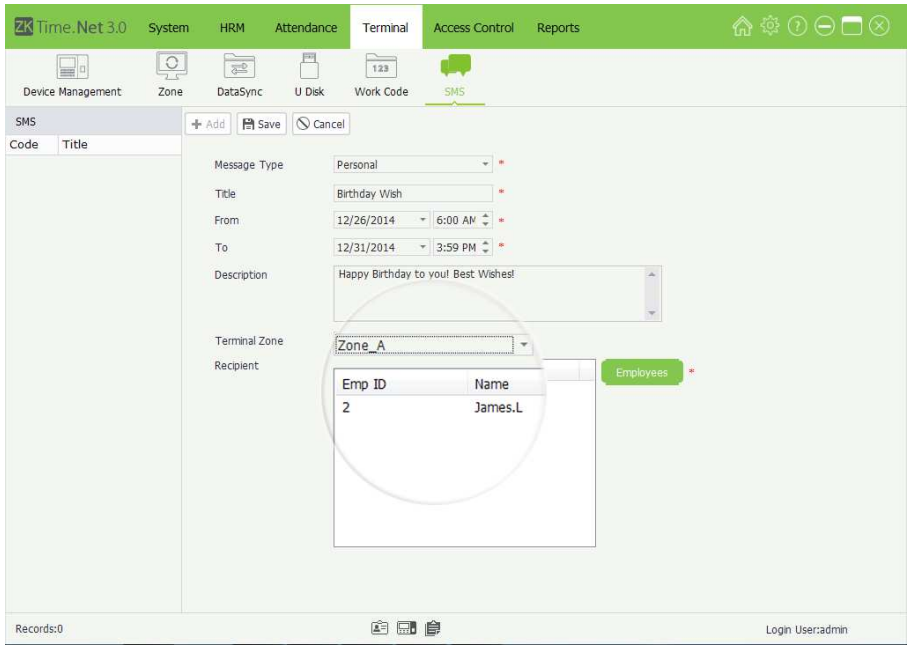 ZK Time.Net 3.0 System HRM Attendance Terminal Access Control Reports
123
Device Management Zone DataSync U Disk Work Code SMS
SMS + Add Save Cancel
Code Title
Message Type Personal *
Title Birthday Wish *
From 12/26/2014 6:00 AM *
To 12/31/2014 3:59 PM *
Description Happy Birthday to you! Best Wishes!
Terminal Zone Zone_A
Recipient Employees *
Emp ID Name
2 James.L
Records:0 Login User:admin